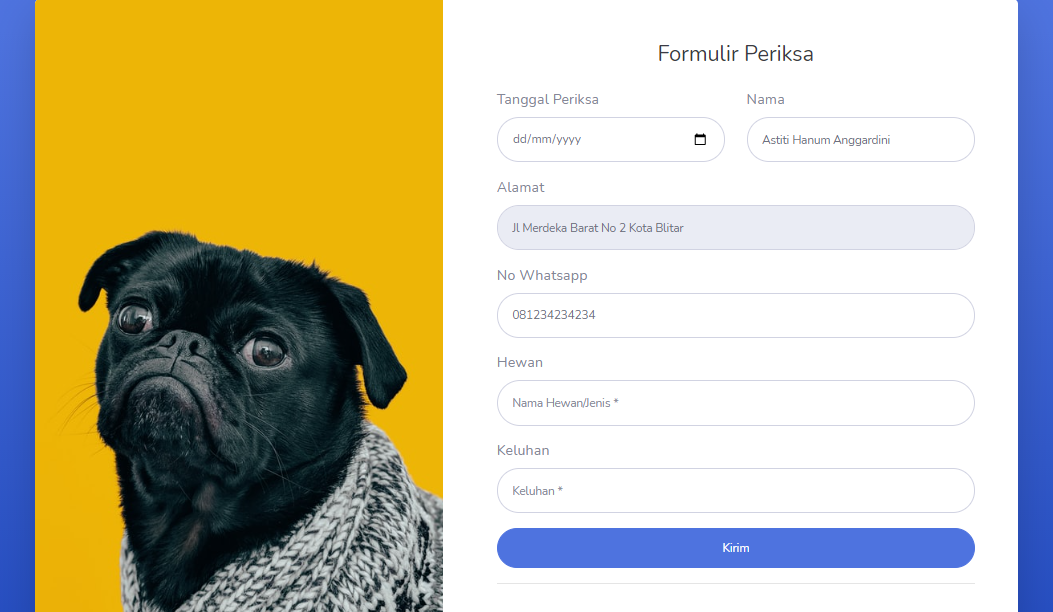 Formulir Periksa
Tanggal Periksa
Nama
dd/mm/yyyy
Astiti Hanum Anggardini
Alamat
Jl Merdeka Barat No 2 Kota Blitar
No Whatsapp
081234234234
Hewan
Nama Hewan/Jenis *
Keluhan
Keluhan *
Kirim